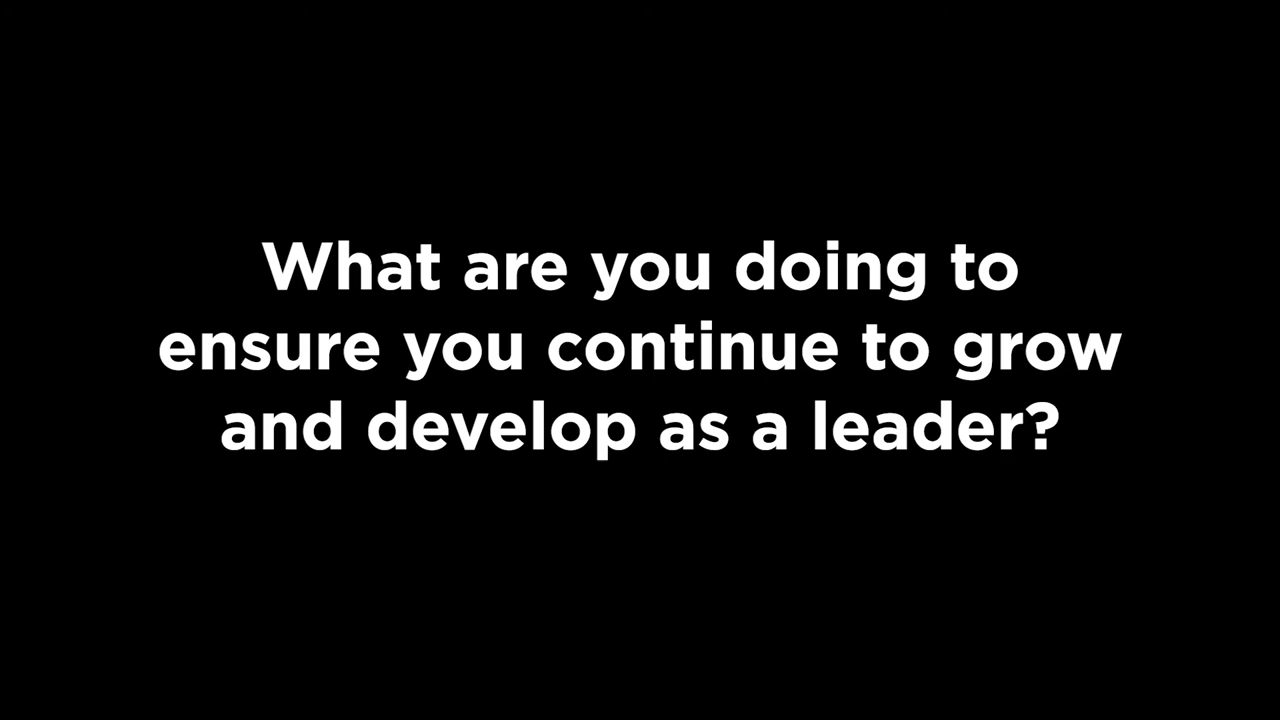 What are you doing to
ensure you continue to grow
and develop as a leader?